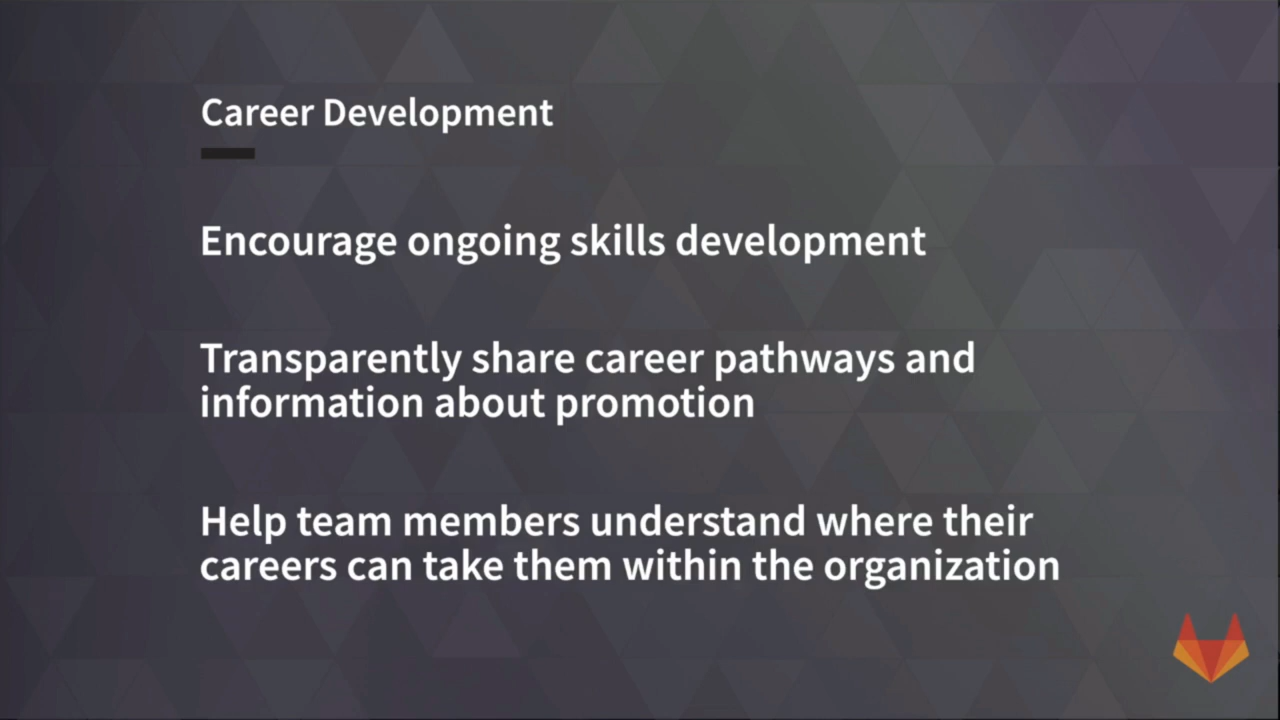 Career Development
Encourage ongoing skills development
Transparently share career pathways and
information about promotion
Help team members understand where their
careers can take them within the organization